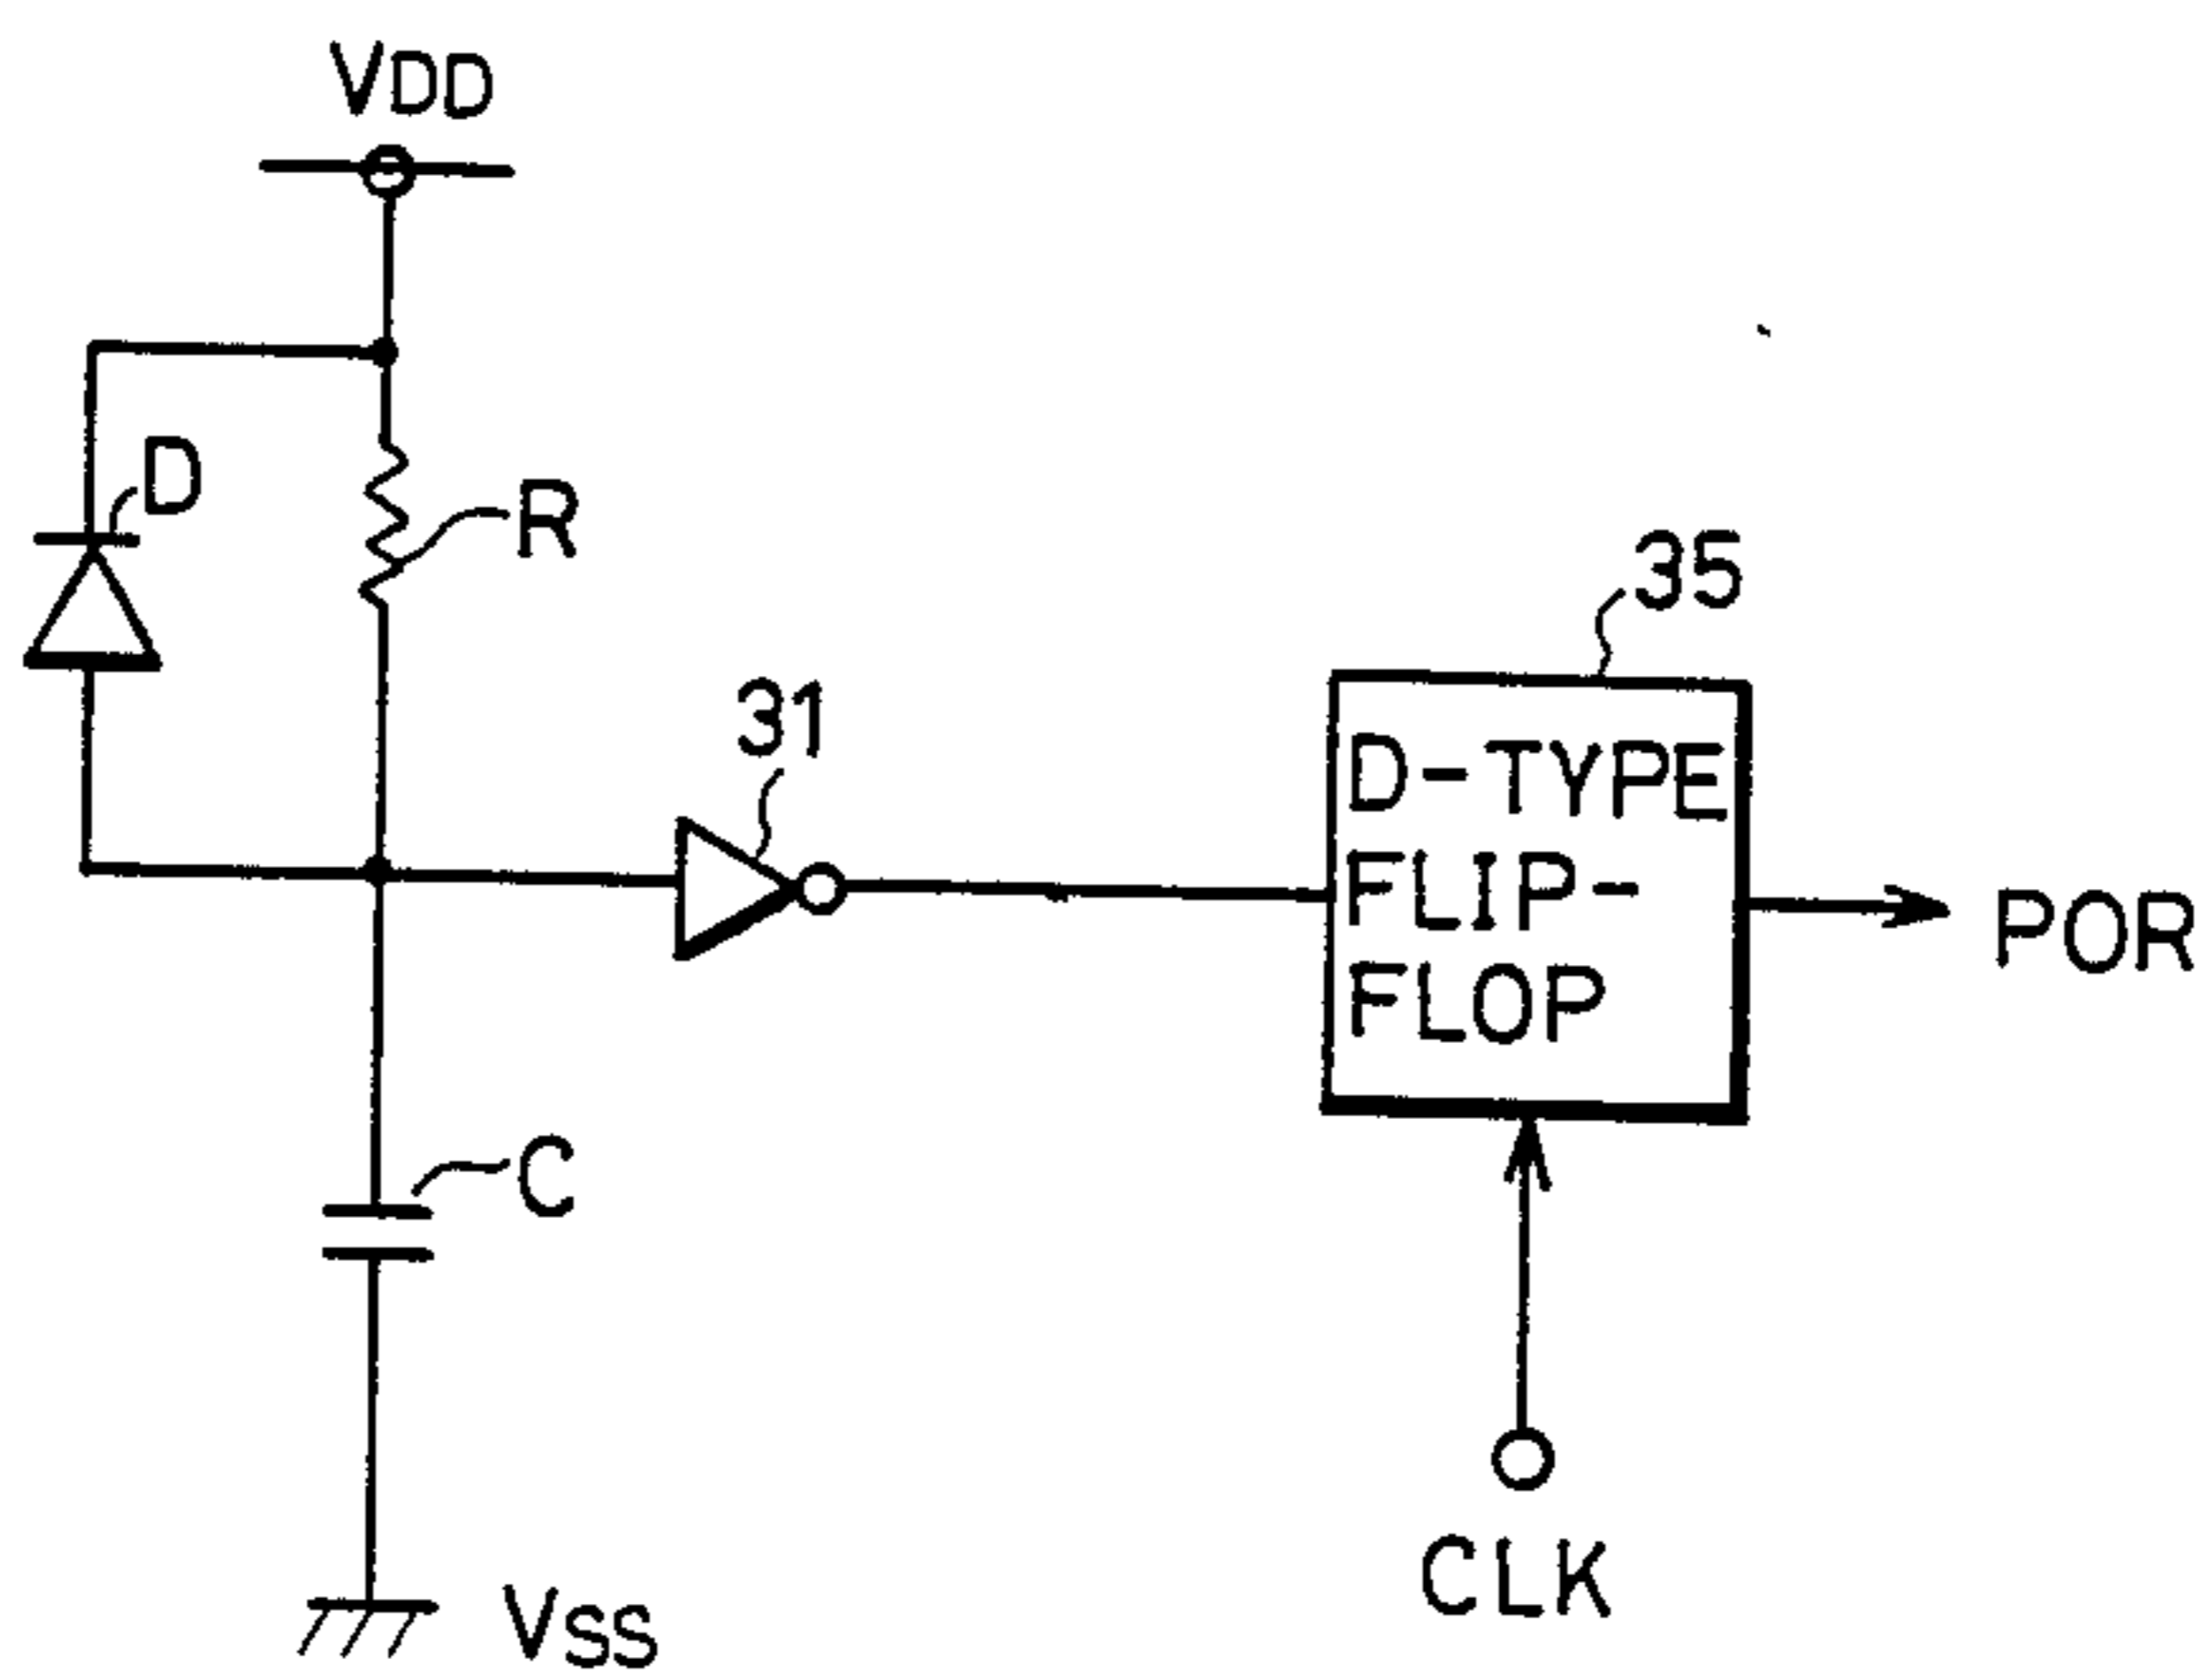 VDD
D
R
35
31
D-TYPE
FLIP-
FLOP
POR
C
CLK
VSS